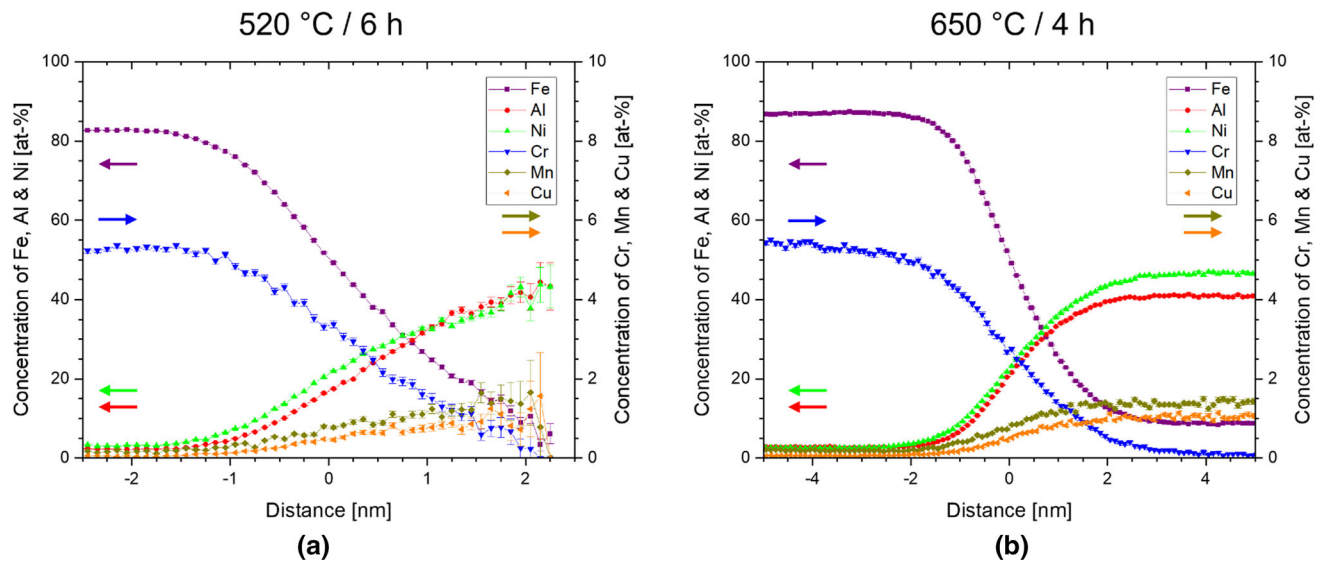 520 °C / 6 h
100
80
60
40
20
0
Concentration of Fe, Al & Ni [at-%]
Fe
Al
Ni
Cr
Mn
Cu
10
8
6
4
2
0
Concentration of Cr, Mn & Cu [at-%]
-2
-1
0
1
2
Distance [nm]
(a)
650 °C / 4 h
100
80
60
40
20
0
Concentration of Fe, Al & Ni [at-%]
Fe
Al
Ni
Cr
Mn
Cu
10
8
6
4
2
0
Concentration of Cr, Mn & Cu [at-%]
-4
-2
0
2
4
Distance [nm]
(b)